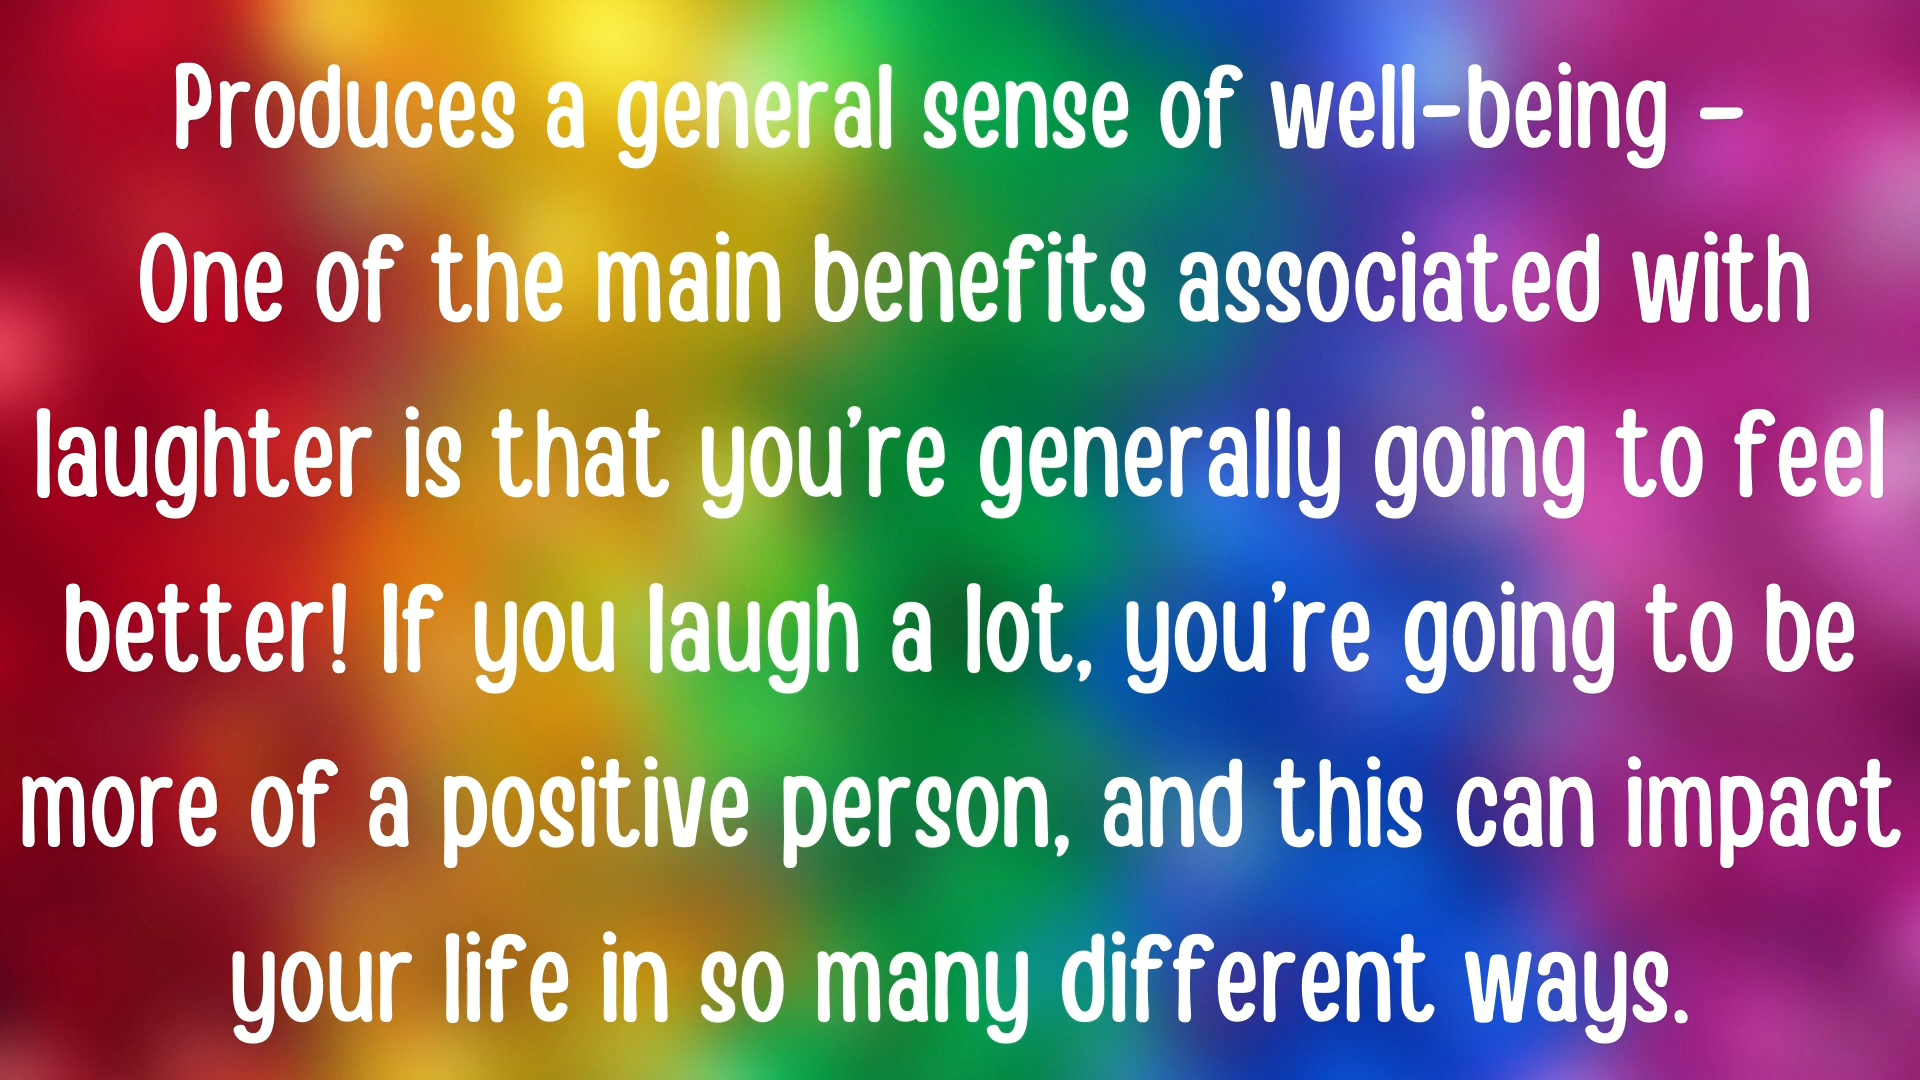 Produces a general sense of well-being -
One of the main benefits associated with
laughter is that you're generally going to feel
better! If you laugh a lot, you're going to be
more of a positive person, and this can impact
your life in so many different ways.